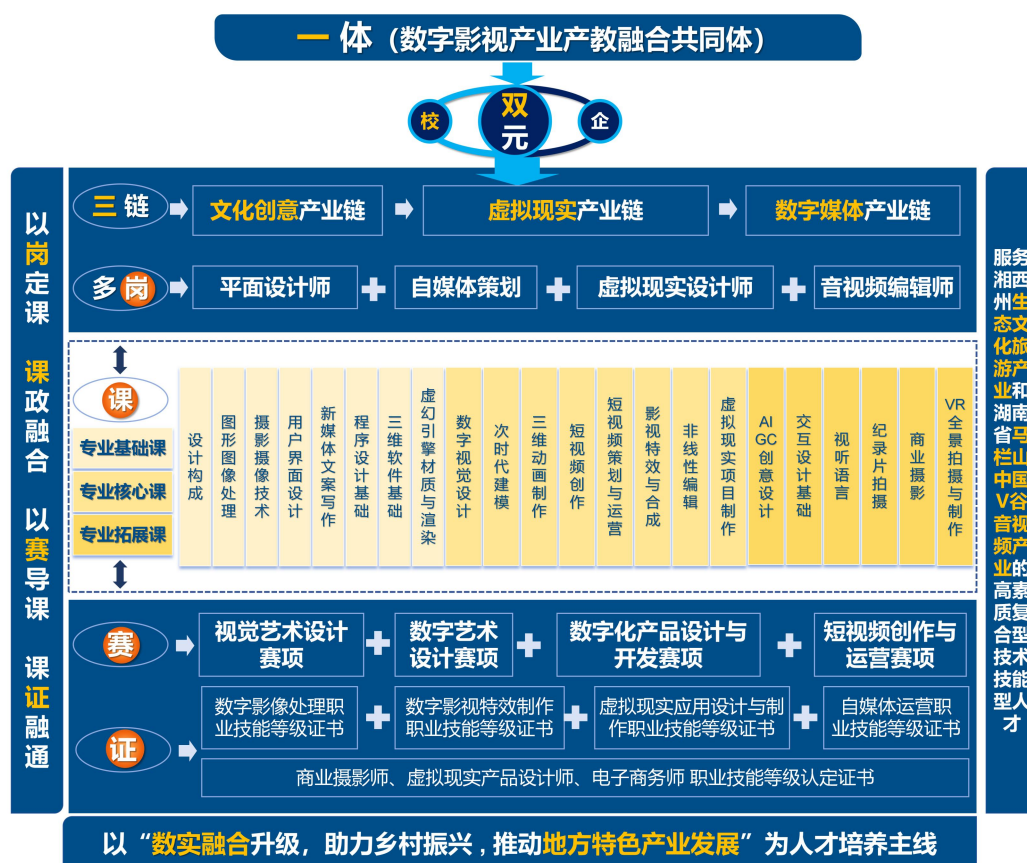 一 体（数字影视产业产教融合共同体）
校
双
元
企
以岗定课 课政融合 以赛导课 课证融通
三 链
文化创意产业链
虚拟现实产业链
数字媒体产业链
多 岗
平面设计师
自媒体策划
虚拟现实设计师
音视频编辑师
课
专业基础课
专业核心课
专业拓展课
设计构成
图形图像处理
摄影摄像技术
用户界面设计
新媒体文案写作
程序设计基础
三维软件基础
虚幻引擎材质与渲染
数字视觉设计
次时代建模
三维动画制作
短视频创作
短视频策划与运营
影视特效与合成
非线性编辑
虚拟现实项目制作
AIGC创意设计
交互设计基础
视听语言
纪录片拍摄
商业摄影
VR全景拍摄与制作
赛
视觉艺术设计
赛项
数字艺术
设计赛项
数字化产品设计与
开发赛项
短视频创作与
运营赛项
证
数字影像处理职
业技能等级证书
数字影视特效制作
职业技能等级证书
虚拟现实应用设计与制
作职业技能等级证书
自媒体运营职
业技能等级证书
商业摄影师、虚拟现实产品设计师、电子商务师 职业技能等级认定证书
服务
湘西
州生
态文
化旅
游产
业和
湖南
省马
栏山
中国
V谷
音视
频产
业的
高素
质复
合型
技术
技能
型人
才
以“数实融合升级，助力乡村振兴，推动地方特色产业发展”为人才培养主线